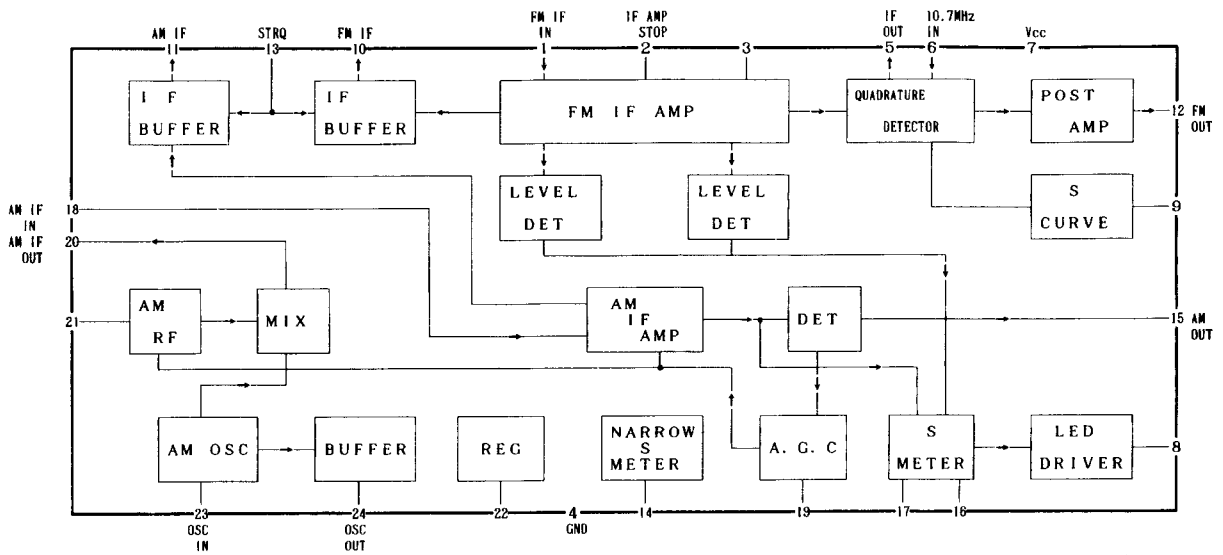 AM IF
11
STRQ
13
FM IF
10
FM IF
IN
1
IF AMP
STOP
2
3
IF
OUT
5
10.7MHz
IN
6
Vcc
7
I F
BUFFER
IF
BUFFER
FM IF AMP
QUADRATURE
DETECTOR
POST
AMP
12 FM
OUT
LEVEL
DET
LEVEL
DET
S
CURVE
9
AM IF 18
IN
AM IF 20
OUT
21
AM
RF
MIX
AM
IF
AMP
DET
15 AM
OUT
AM OSC
BUFFER
REG
NARROW
S
METER
A.G.C
S
METER
LED
DRIVER
8
23
OSC
IN
24
OSC
OUT
22
4
GND
14
19
17
16